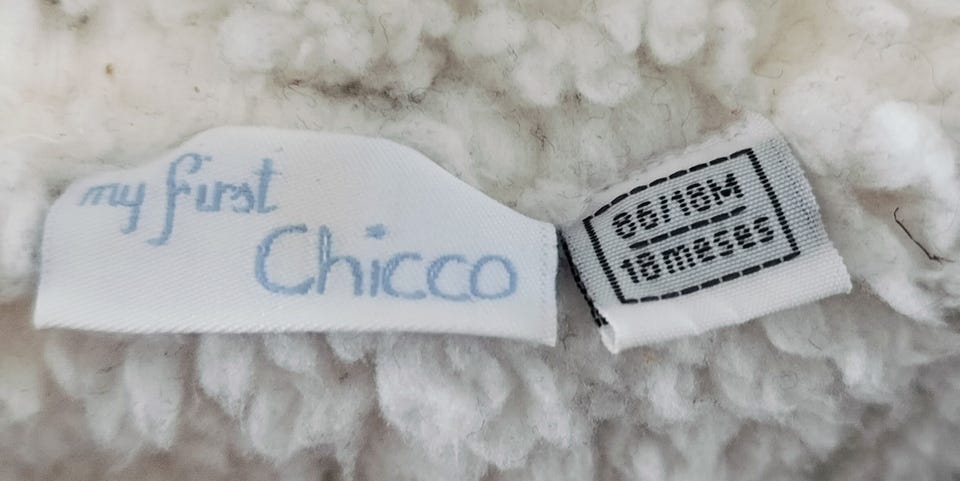 my first
Chicco
86/18M
18 meses